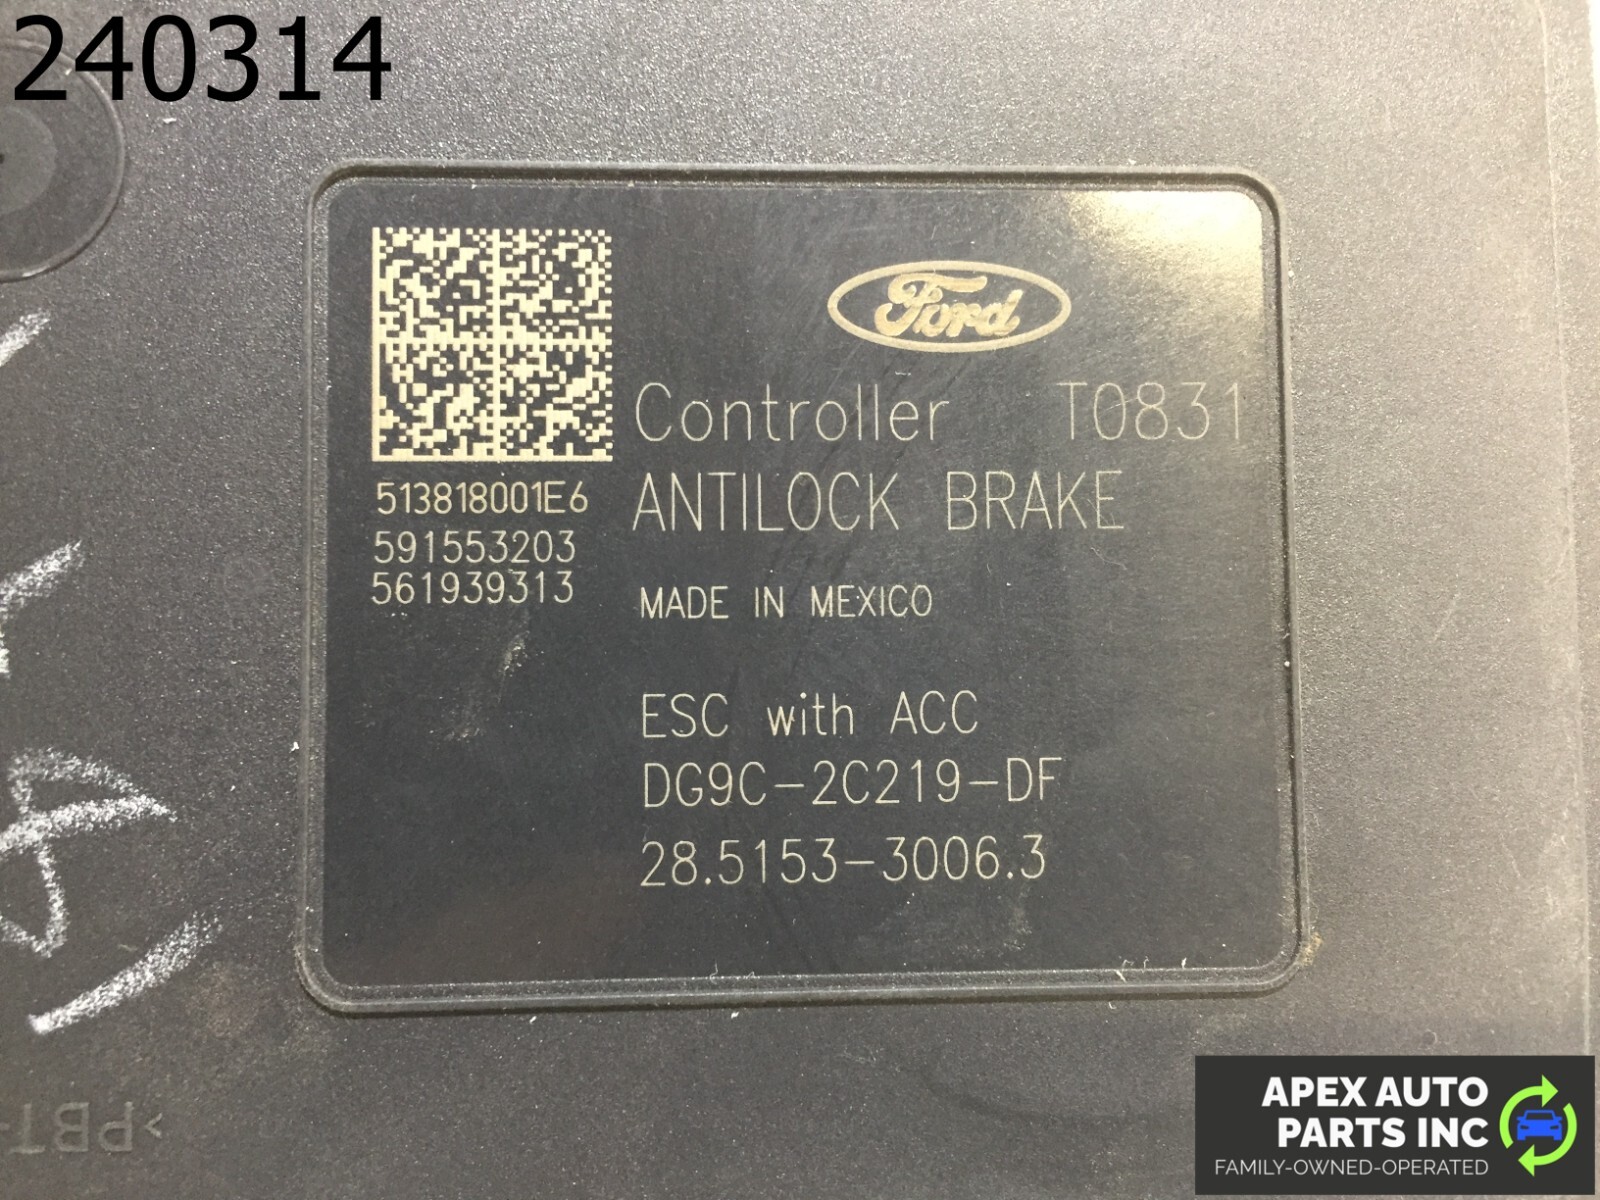 240314
Ford
Controller T0831
ANTILOCK BRAKE
513818001E6
591553203
561939313
MADE IN MEXICO
ESC with ACC
DG9C-2C219-DF
28.5153-3006.3
>PBT-
APEX AUTO
PARTS INC
FAMILY-OWNED-OPERATED